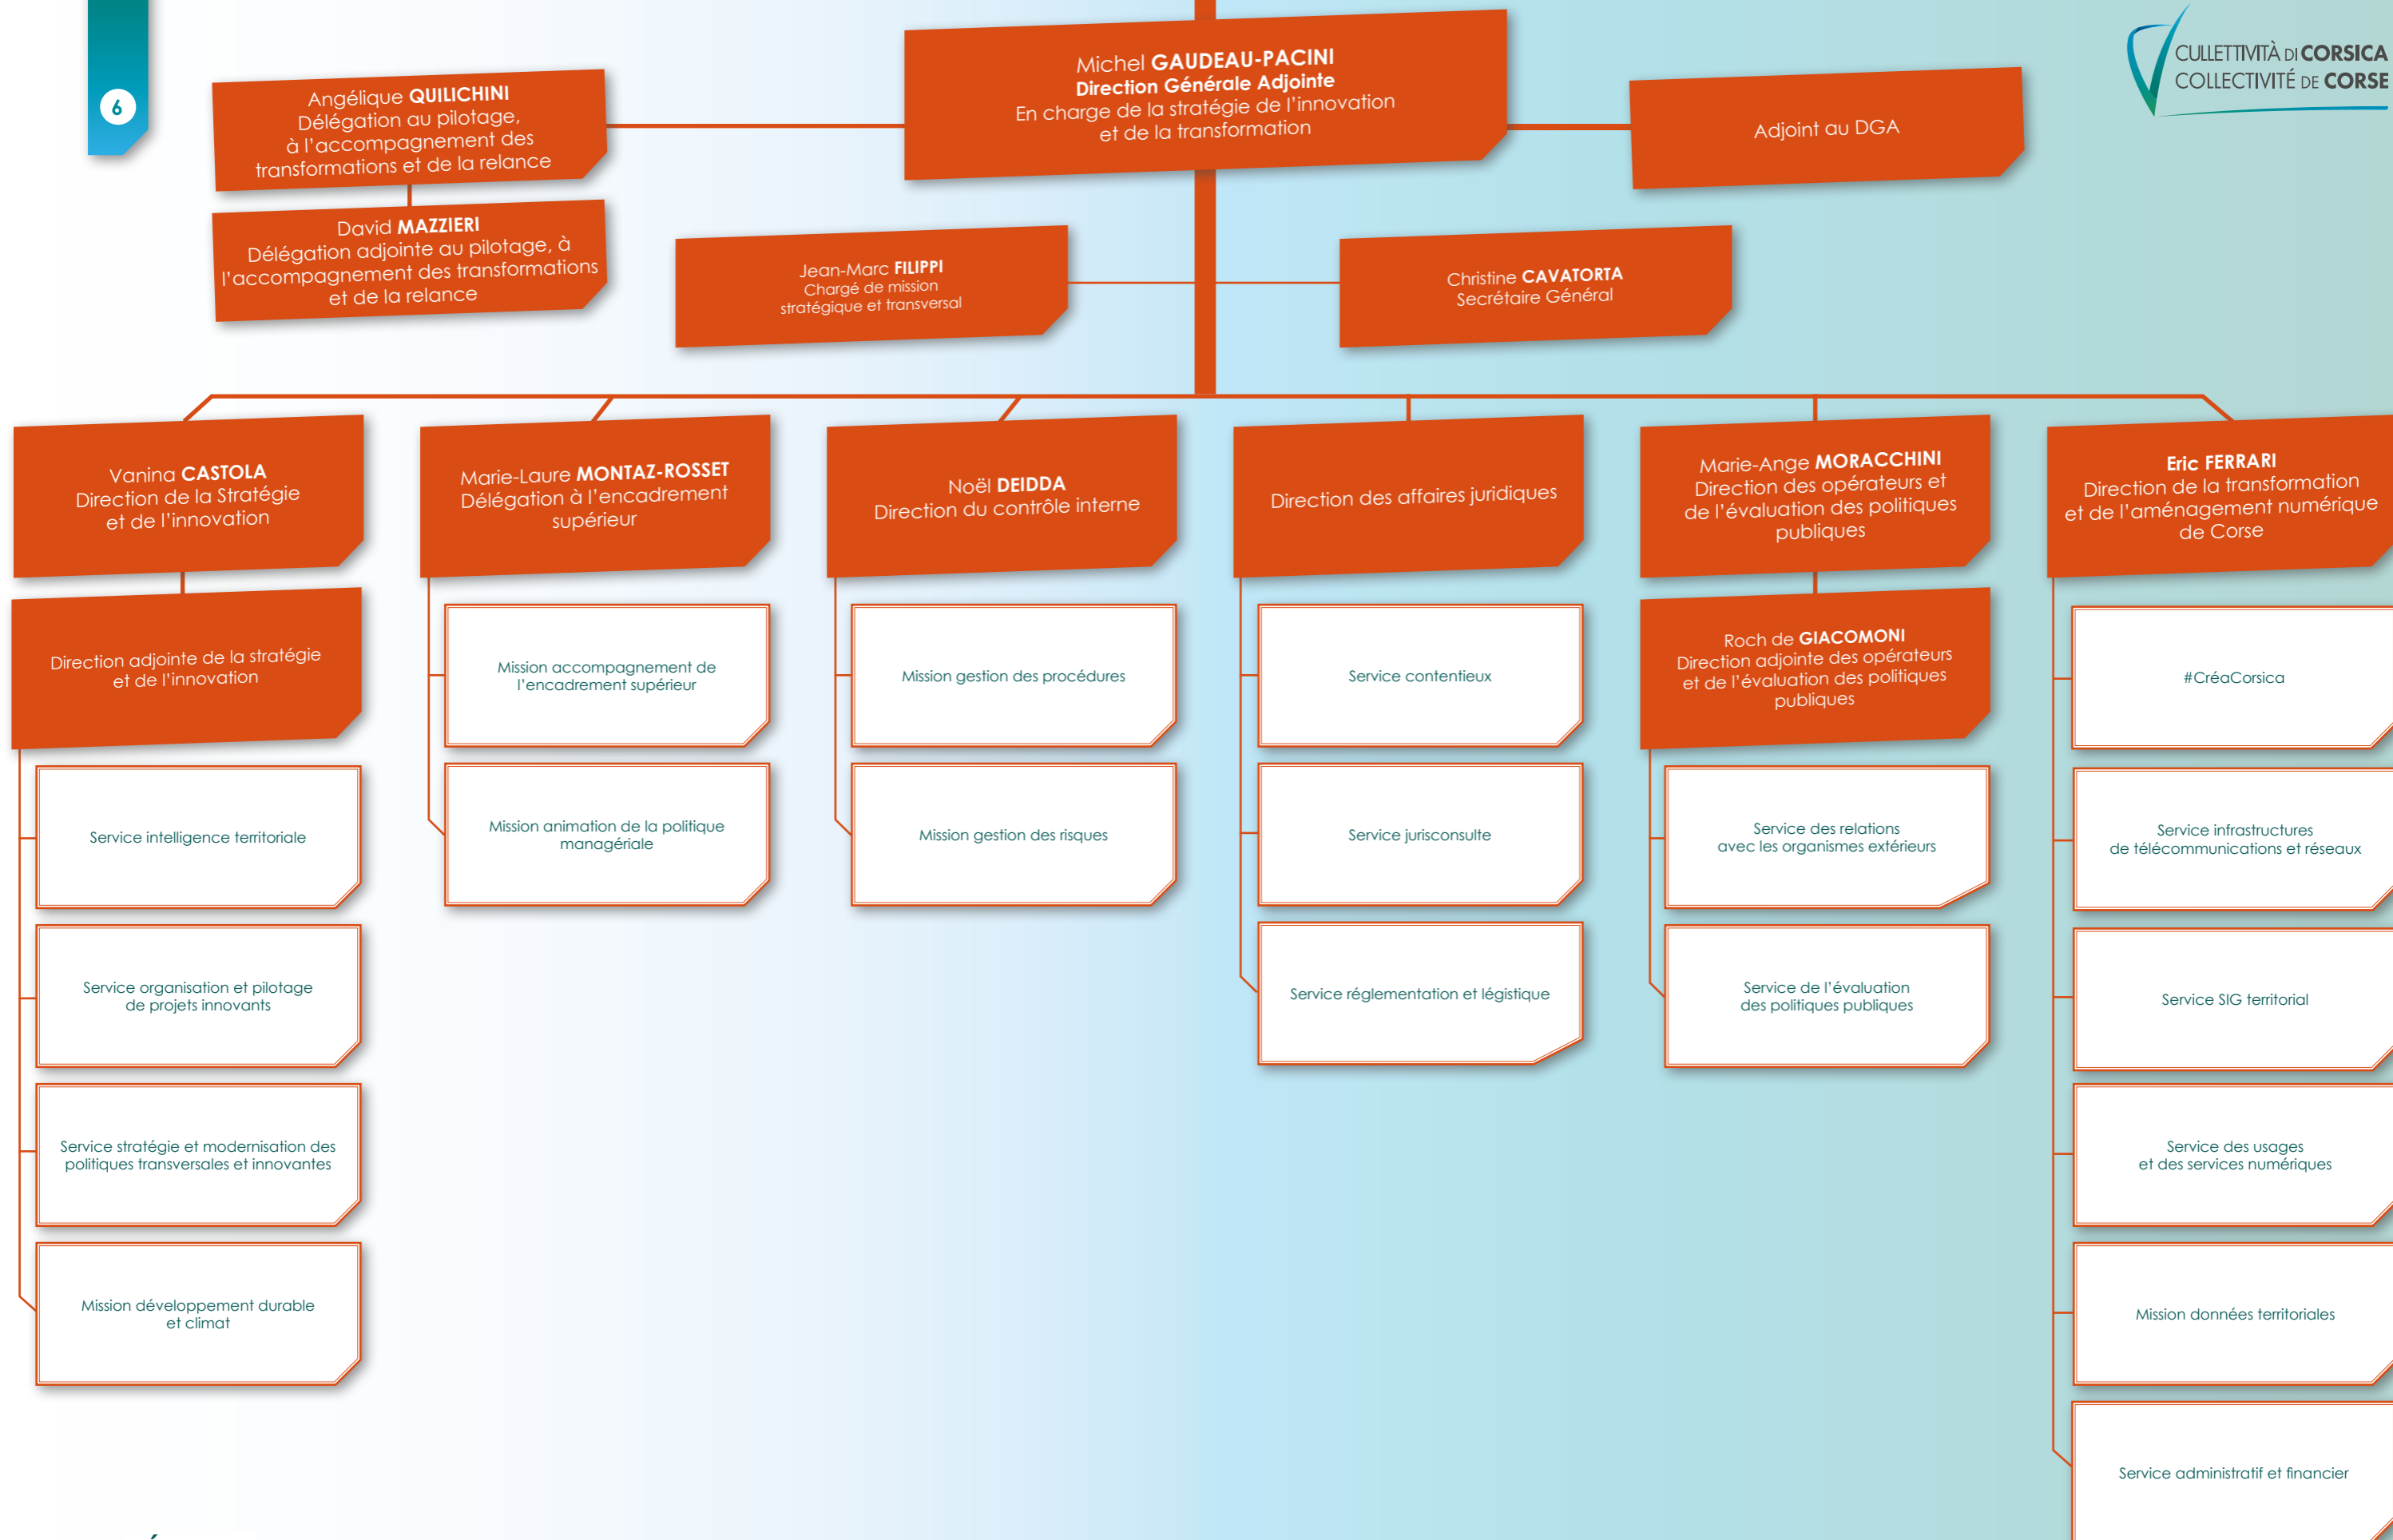 6
CULLETTIVITÀ DI CORSICA
COLLECTIVITÉ DE CORSE
Michel GAUDEAU-PACINI
Direction Générale Adjointe
En charge de la stratégie de l'innovation
et de la transformation
Angélique QUILICHINI
Délégation au pilotage,
à l'accompagnement des
transformations et de la relance
Adjoint au DGA
David MAZZIERI
Délégation adjointe au pilotage, à
l'accompagnement des transformations
et de la relance
Jean-Marc FILIPPI
Chargé de mission
stratégique et transversal
Christine CAVATORTA
Secrétaire Général
Vanina CASTOLA
Direction de la Stratégie
et de l'innovation
Direction adjointe de la stratégie
et de l'innovation
Service intelligence territoriale
Service organisation et pilotage
de projets innovants
Service stratégie et modernisation des
politiques transversales et innovantes
Mission développement durable
et climat
Marie-Laure MONTAZ-ROSSET
Délégation à l'encadrement
supérieur
Mission accompagnement de
l'encadrement supérieur
Mission animation de la politique
managériale
Noël DEIDDA
Direction du contrôle interne
Mission gestion des procédures
Mission gestion des risques
Direction des affaires juridiques
Service contentieux
Service jurisconsulte
Service réglementation et légistique
Marie-Ange MORACCHINI
Direction des opérateurs et
de l'évaluation des politiques
publiques
Roch de GIACOMONI
Direction adjointe des opérateurs
et de l'évaluation des politiques
publiques
Service des relations
avec les organismes extérieurs
Service de l'évaluation
des politiques publiques
Eric FERRARI
Direction de la transformation
et de l'aménagement numérique
de Corse
#CréaCorsica
Service infrastructures
de télécommunications et réseaux
Service SIG territorial
Service des usages
et des services numériques
Mission données territoriales
Service administratif et financier